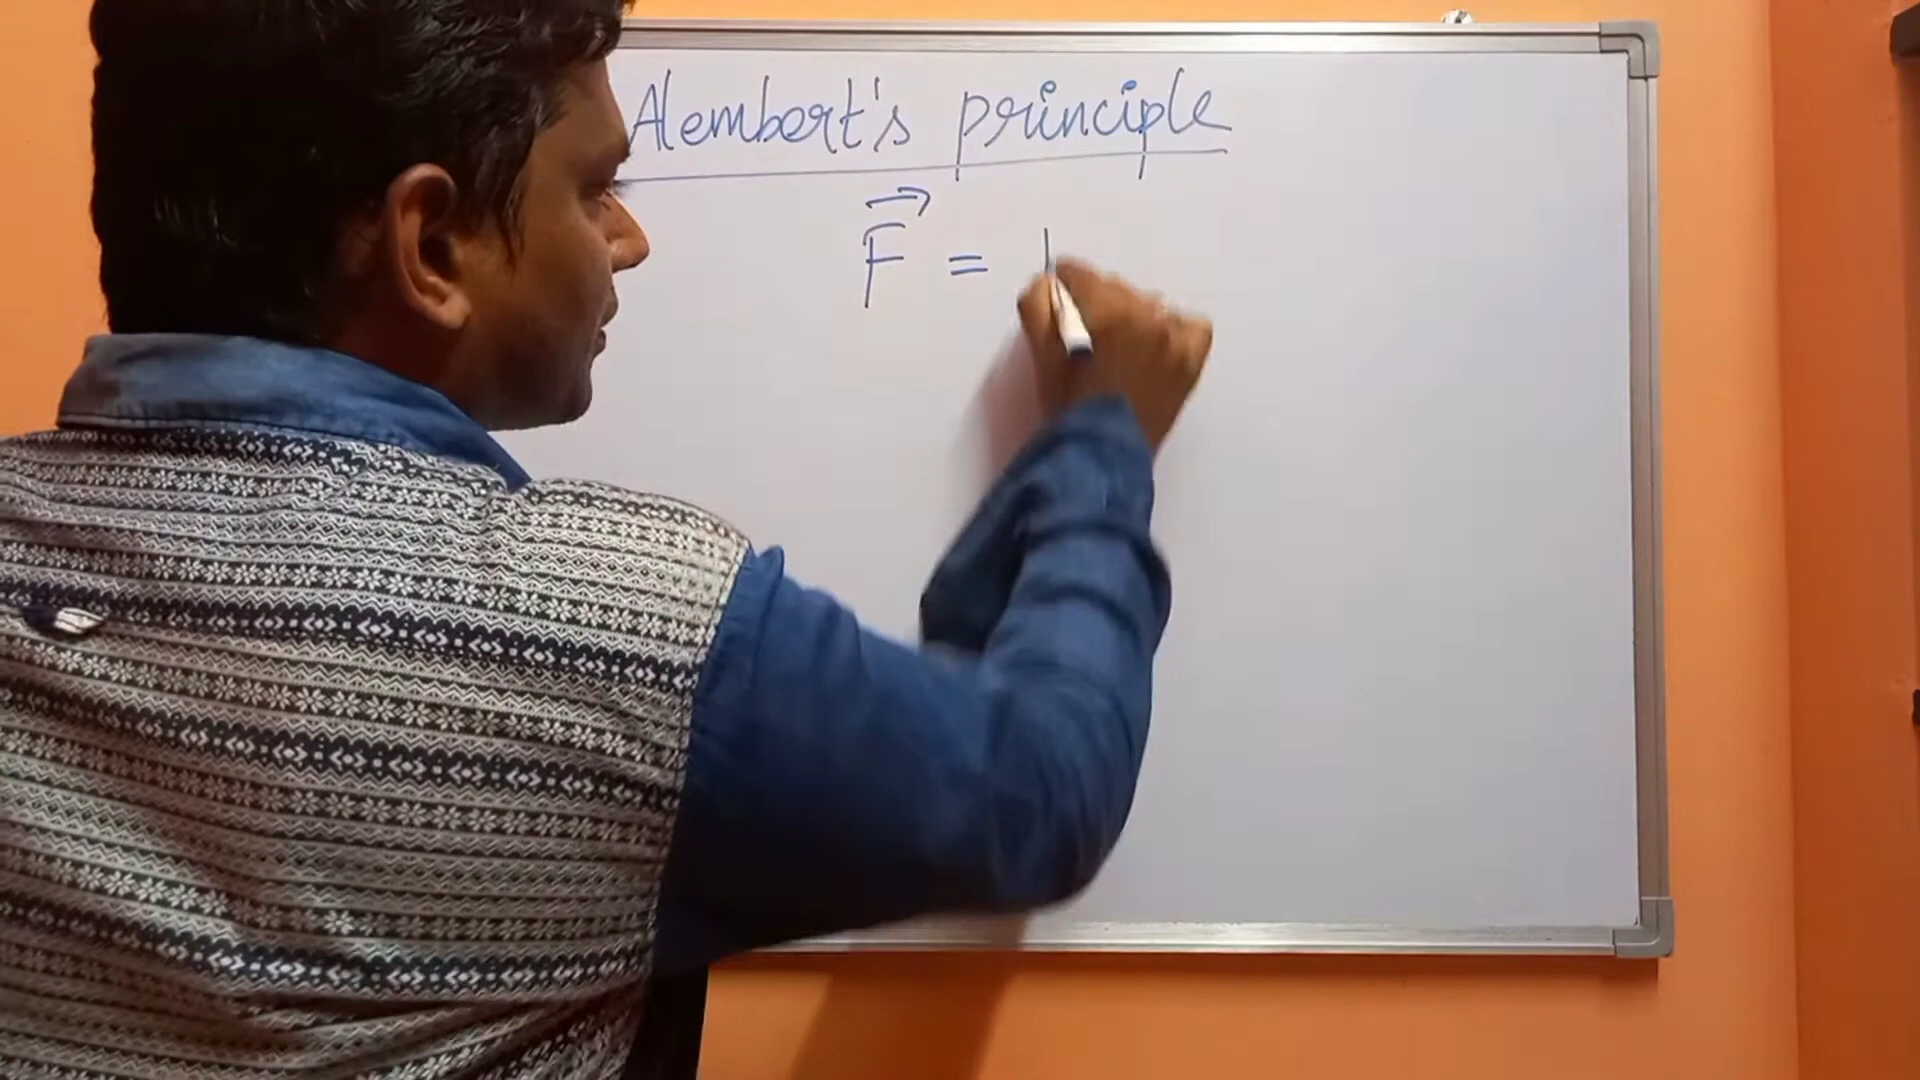 Alembert's principle
F⃗ =